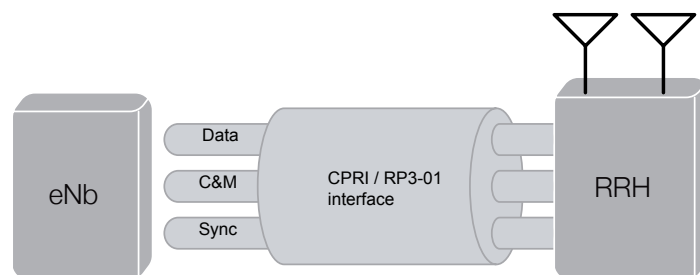 eNb
Data
C&M
Sync
CPRI / RP3-01
interface
RRH